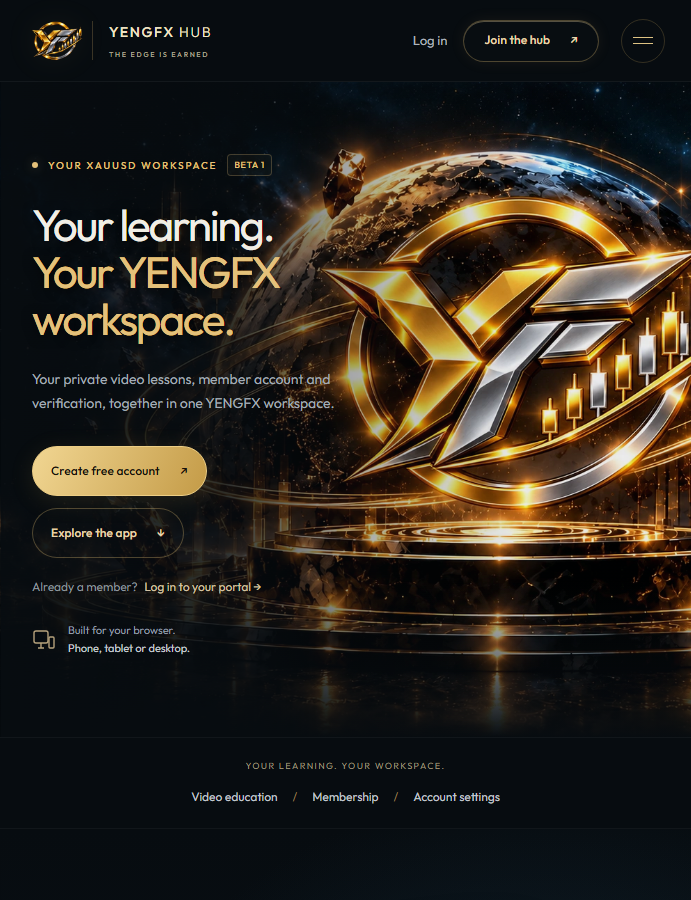 YENGFX HUB
THE EDGE IS EARNED
Log in
Join the hub
YOUR XAUUSD WORKSPACE
BETA 1
Your learning.
Your YENGFX
workspace.
Your private video lessons, member account and
verification, together in one YENGFX workspace.
Create free account
Explore the app
Already a member? Log in to your portal →
Built for your browser.
Phone, tablet or desktop.
YOUR LEARNING. YOUR WORKSPACE.
Video education / Membership / Account settings